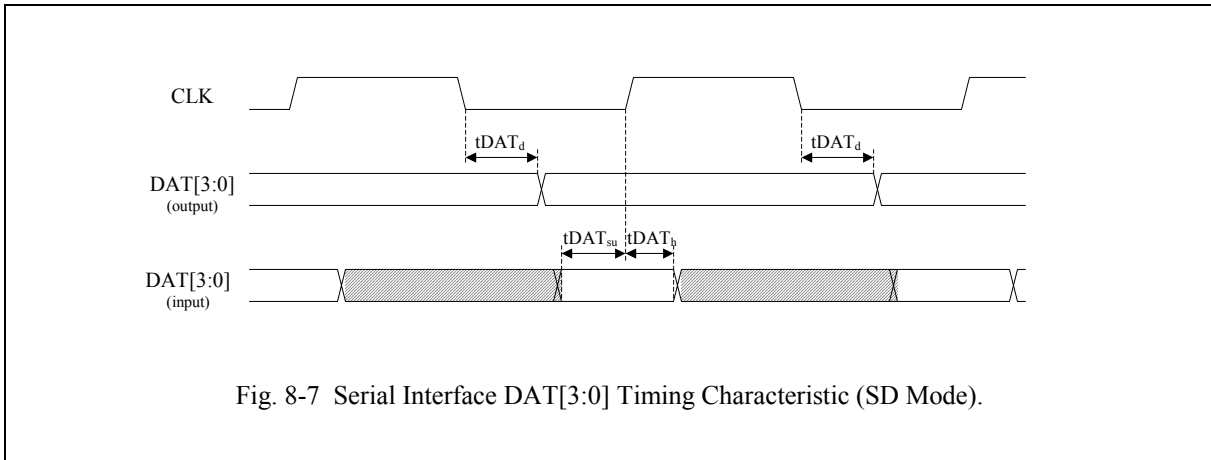 CLK
tDATd
tDATd
DAT[3:0]
(output)
tDATsu
tDATh
DAT[3:0]
(input)
Fig. 8-7 Serial Interface DAT[3:0] Timing Characteristic (SD Mode).